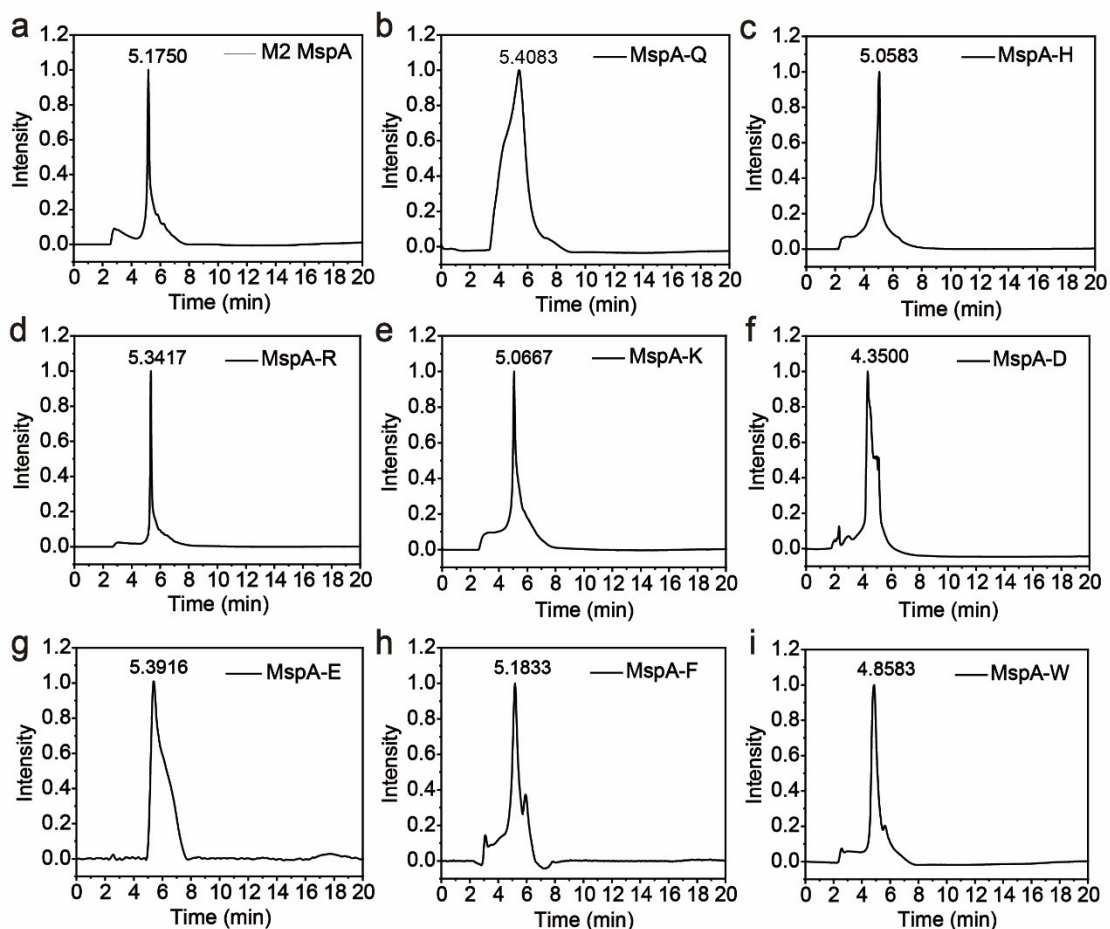 a
M2 MspA
5.1750
1.2
1.0
0.8
0.6
0.4
0.2
0.0
Intensity
0 2 4 6 8 10 12 14 16 18 20
Time (min)
b
MspA-Q
5.4083
1.2
1.0
0.8
0.6
0.4
0.2
0.0
Intensity
0 2 4 6 8 10 12 14 16 18 20
Time (min)
c
MspA-H
5.0583
1.2
1.0
0.8
0.6
0.4
0.2
0.0
Intensity
0 2 4 6 8 10 12 14 16 18 20
Time (min)
d
MspA-R
5.3417
1.2
1.0
0.8
0.6
0.4
0.2
0.0
Intensity
0 2 4 6 8 10 12 14 16 18 20
Time (min)
e
MspA-K
5.0667
1.2
1.0
0.8
0.6
0.4
0.2
0.0
Intensity
0 2 4 6 8 10 12 14 16 18 20
Time (min)
f
MspA-D
4.3500
1.2
1.0
0.8
0.6
0.4
0.2
0.0
Intensity
0 2 4 6 8 10 12 14 16 18 20
Time (min)
g
MspA-E
5.3916
1.2
1.0
0.8
0.6
0.4
0.2
0.0
Intensity
0 2 4 6 8 10 12 14 16 18 20
Time (min)
h
MspA-F
5.1833
1.2
1.0
0.8
0.6
0.4
0.2
0.0
Intensity
0 2 4 6 8 10 12 14 16 18 20
Time (min)
i
MspA-W
4.8583
1.2
1.0
0.8
0.6
0.4
0.2
0.0
Intensity
0 2 4 6 8 10 12 14 16 18 20
Time (min)